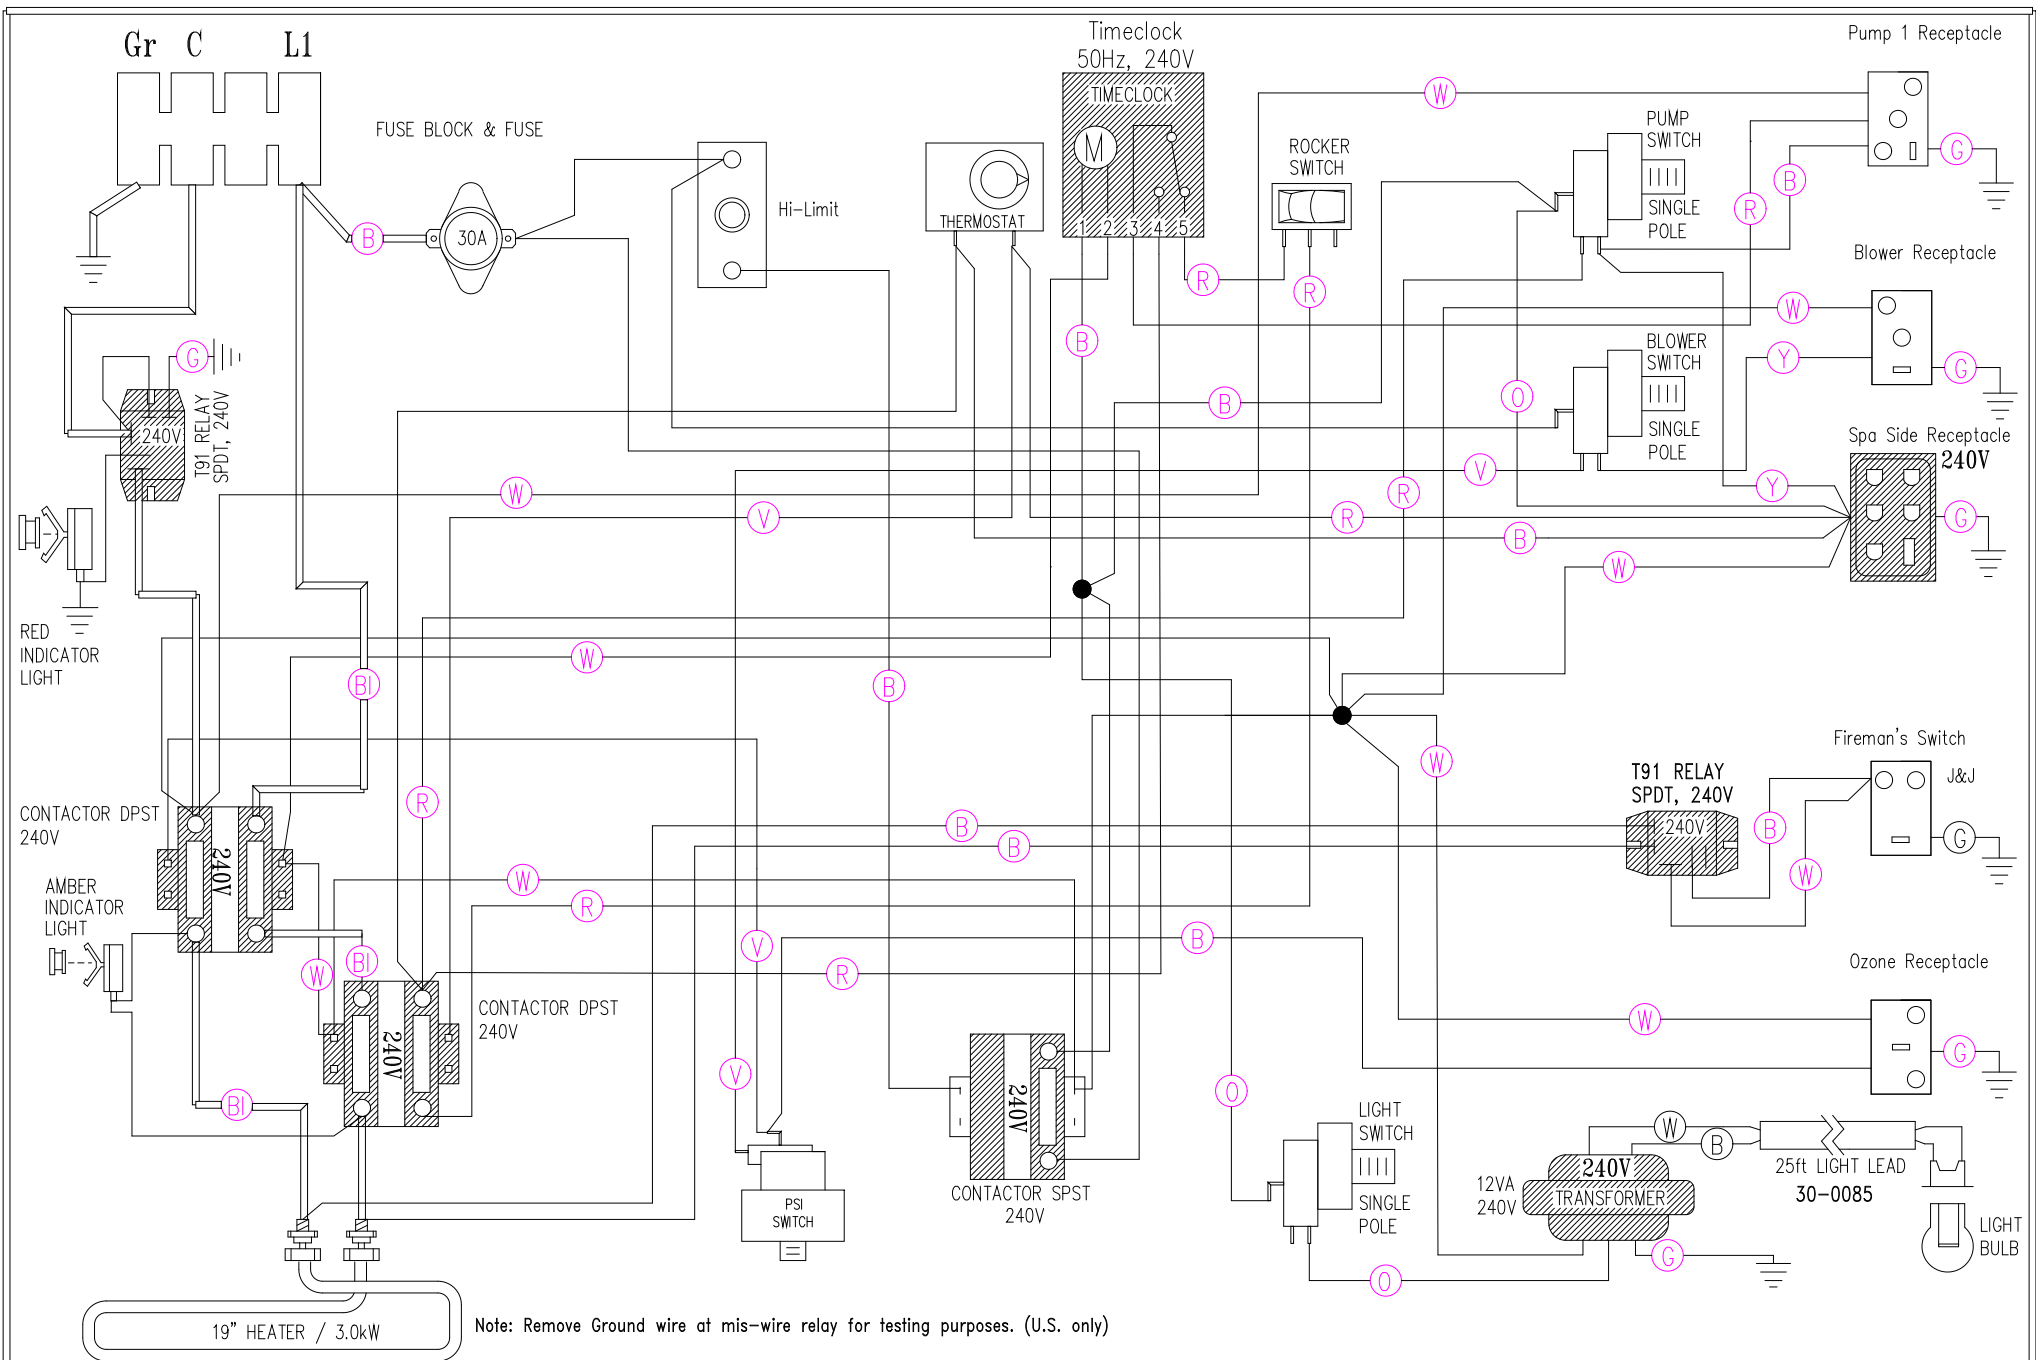 Gr C L1
FUSE BLOCK & FUSE
30A
B
Hi-Limit
THERMOSTAT
Timeclock
50Hz, 240V
TIMECLOCK
M
1 2 3 4 5
ROCKER
SWITCH
R
R
B
W
PUMP
SWITCH
SINGLE
POLE
Pump 1 Receptacle
G
B
R
Blower Receptacle
W
Y
G
BLOWER
SWITCH
SINGLE
POLE
O
B
V
R
Spa Side Receptacle
240V
Y
G
R
B
W
G
240V
T91 RELAY
SPDT, 240V
W
V
RED
INDICATOR
LIGHT
W
BI
B
R
W
Fireman's Switch
J&J
G
T91 RELAY
SPDT, 240V
240V
B
W
CONTACTOR DPST
240V
240V
B
B
AMBER
INDICATOR
LIGHT
W
R
V
B
W
BI
R
CONTACTOR DPST
240V
240V
Ozone Receptacle
W
G
BI
V
O
240V
CONTACTOR SPST
240V
PSI
SWITCH
LIGHT
SWITCH
SINGLE
POLE
O
12VA
240V
240V
TRANSFORMER
G
W
B
25ft LIGHT LEAD
30-0085
LIGHT
BULB
19" HEATER / 3.0kW
Note: Remove Ground wire at mis-wire relay for testing purposes. (U.S. only)